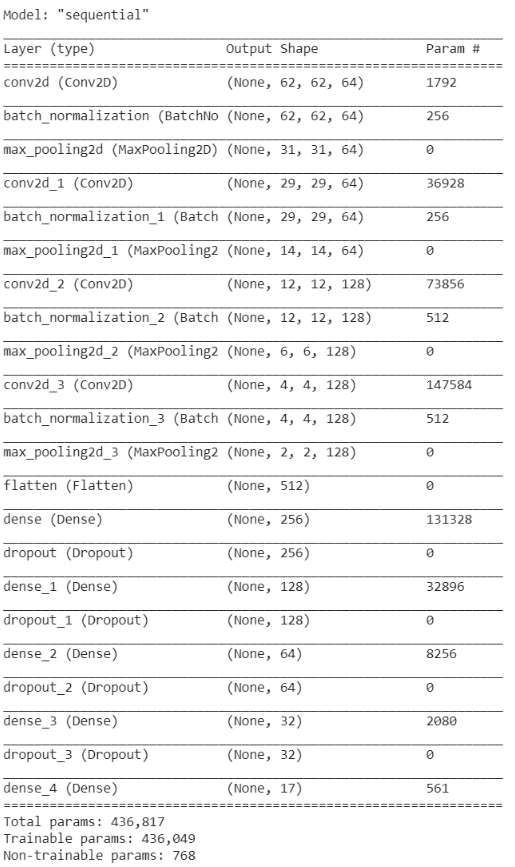 Model: "sequential"
Layer (type) Output Shape Param #
conv2d (Conv2D) (None, 62, 62, 64) 1792
batch_normalization (BatchNo (None, 62, 62, 64) 256
max_pooling2d (MaxPooling2D) (None, 31, 31, 64) 0
conv2d_1 (Conv2D) (None, 29, 29, 64) 36928
batch_normalization_1 (Batch (None, 29, 29, 64) 256
max_pooling2d_1 (MaxPooling2 (None, 14, 14, 64) 0
conv2d_2 (Conv2D) (None, 12, 12, 128) 73856
batch_normalization_2 (Batch (None, 12, 12, 128) 512
max_pooling2d_2 (MaxPooling2 (None, 6, 6, 128) 0
conv2d_3 (Conv2D) (None, 4, 4, 128) 147584
batch_normalization_3 (Batch (None, 4, 4, 128) 512
max_pooling2d_3 (MaxPooling2 (None, 2, 2, 128) 0
flatten (Flatten) (None, 512) 0
dense (Dense) (None, 256) 131328
dropout (Dropout) (None, 256) 0
dense_1 (Dense) (None, 128) 32896
dropout_1 (Dropout) (None, 128) 0
dense_2 (Dense) (None, 64) 8256
dropout_2 (Dropout) (None, 64) 0
dense_3 (Dense) (None, 32) 2080
dropout_3 (Dropout) (None, 32) 0
dense_4 (Dense) (None, 17) 561
Total params: 436,817
Trainable params: 436,049
Non-trainable params: 768